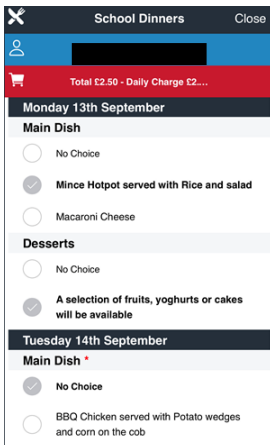 School Dinners Close
Total £2.50 - Daily Charge £2....
Monday 13th September
Main Dish
No Choice
Mince Hotpot served with Rice and salad
Macaroni Cheese
Desserts
No Choice
A selection of fruits, yoghurts or cakes
will be available
Tuesday 14th September
Main Dish *
No Choice
BBQ Chicken served with Potato wedges
and corn on the cob